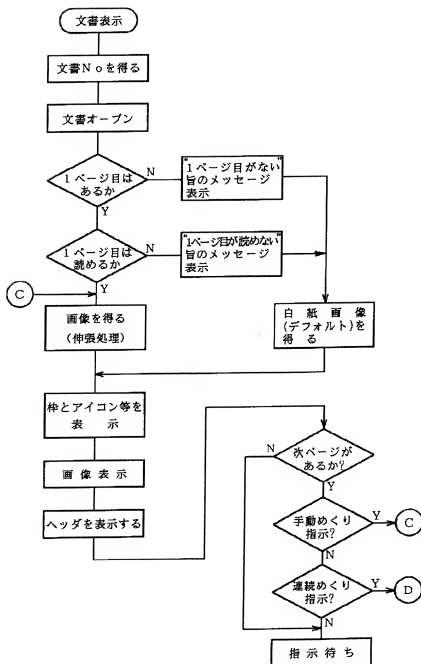 文書表示
文書Noを得る
文書オープン
1ページ目は
あるか
N
Y
"1ページ目がない"
旨のメッセージ
表示
1ページ目は
読めるか
N
Y
"1ページ目が読めない"
旨のメッセージ
表示
C
画像を得る
(伸張処理)
白紙画像
(デフォルト)を
得る
枠とアイコン等を
表示
画像表示
ヘッダを表示する
次ページが
あるか?
N
Y
手動めくり
指示?
Y
C
N
連続めくり
指示?
Y
D
N
指示待ち